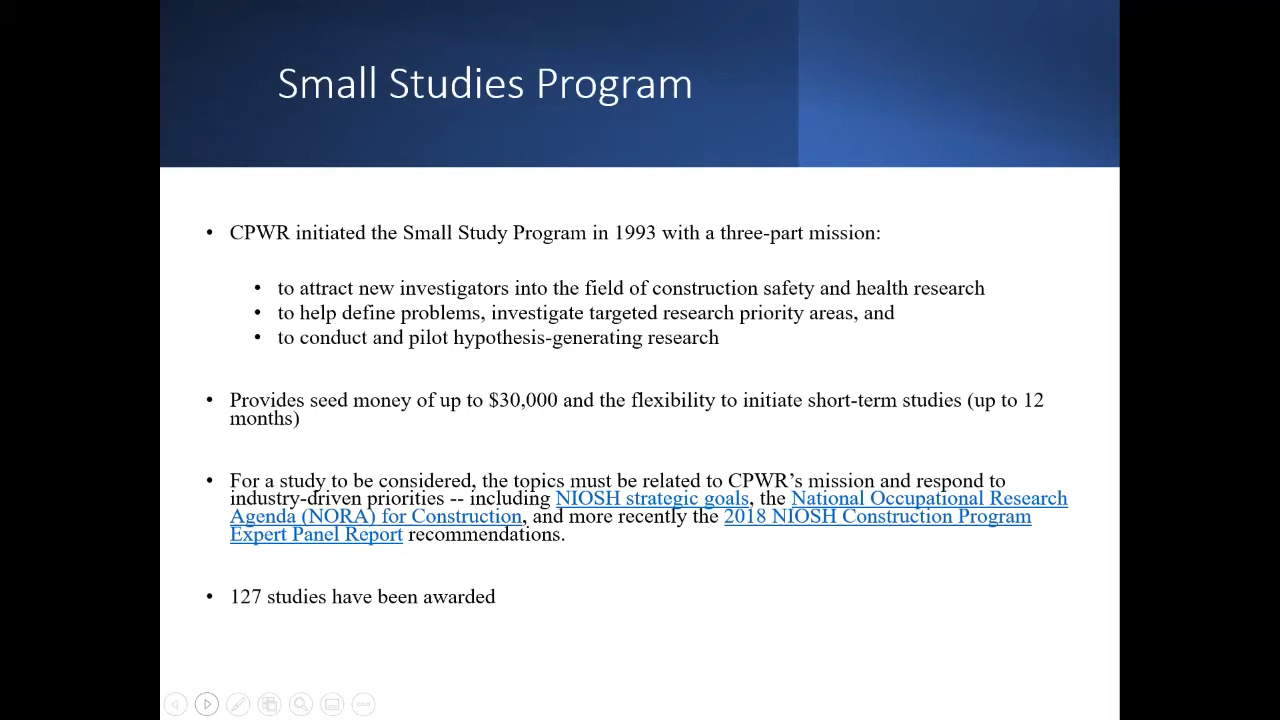 Small Studies Program
• CPWR initiated the Small Study Program in 1993 with a three-part mission:
• to attract new investigators into the field of construction safety and health research
• to help define problems, investigate targeted research priority areas, and
• to conduct and pilot hypothesis-generating research
• Provides seed money of up to $30,000 and the flexibility to initiate short-term studies (up to 12
months)
• For a study to be considered, the topics must be related to CPWR’s mission and respond to
industry-driven priorities -- including NIOSH strategic goals, the National Occupational Research
Agenda (NORA) for Construction, and more recently the 2018 NIOSH Construction Program
Expert Panel Report recommendations.
• 127 studies have been awarded